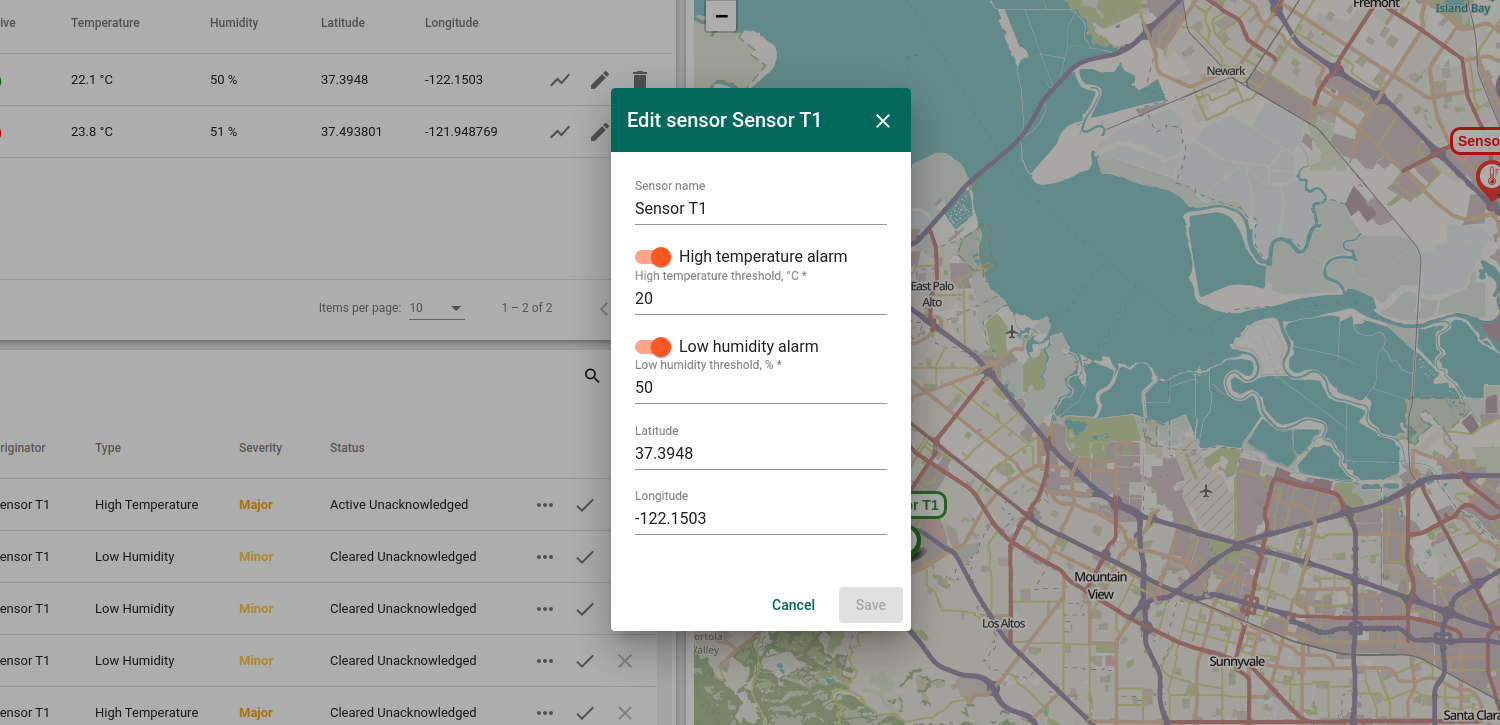 ive Temperature Humidity Latitude Longitude
22.1 °C 50 % 37.3948 -122.1503
23.8 °C 51 % 37.493801 -121.948769
Items per page: 10 1 – 2 of 2
riginator Type Severity Status
ensor T1 High Temperature Major Active Unacknowledged
ensor T1 Low Humidity Minor Cleared Unacknowledged
ensor T1 Low Humidity Minor Cleared Unacknowledged
ensor T1 Low Humidity Minor Cleared Unacknowledged
ensor T1 High Temperature Major Cleared Unacknowledged
Edit sensor Sensor T1
Sensor name
Sensor T1
High temperature alarm
High temperature threshold, °C *
20
Low humidity alarm
Low humidity threshold, % *
50
Latitude
37.3948
Longitude
-122.1503
Cancel Save
−
Fremont
Island Bay
Newark
Senso
East Palo
Alto
or T1
Mountain
View
Los Altos
ortola
Valley
Sunnyvale
Santa Clar